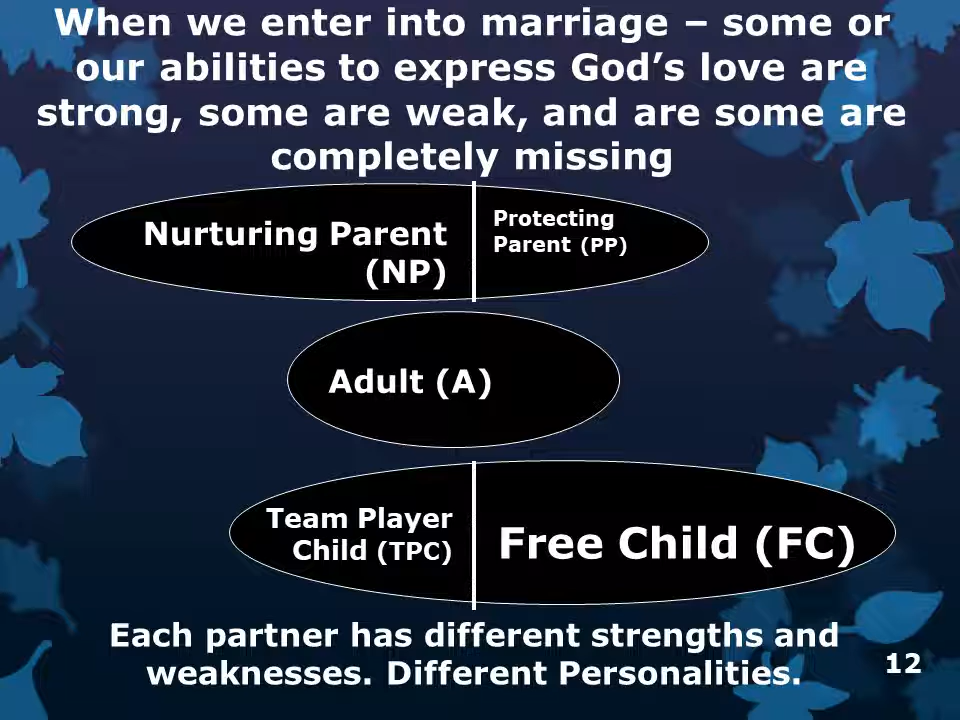 When we enter into marriage – some or
our abilities to express God’s love are
strong, some are weak, and are some are
completely missing
Nurturing Parent
(NP)
Protecting
Parent (PP)
Adult (A)
Team Player
Child (TPC)
Free Child (FC)
Each partner has different strengths and
weaknesses. Different Personalities.
12